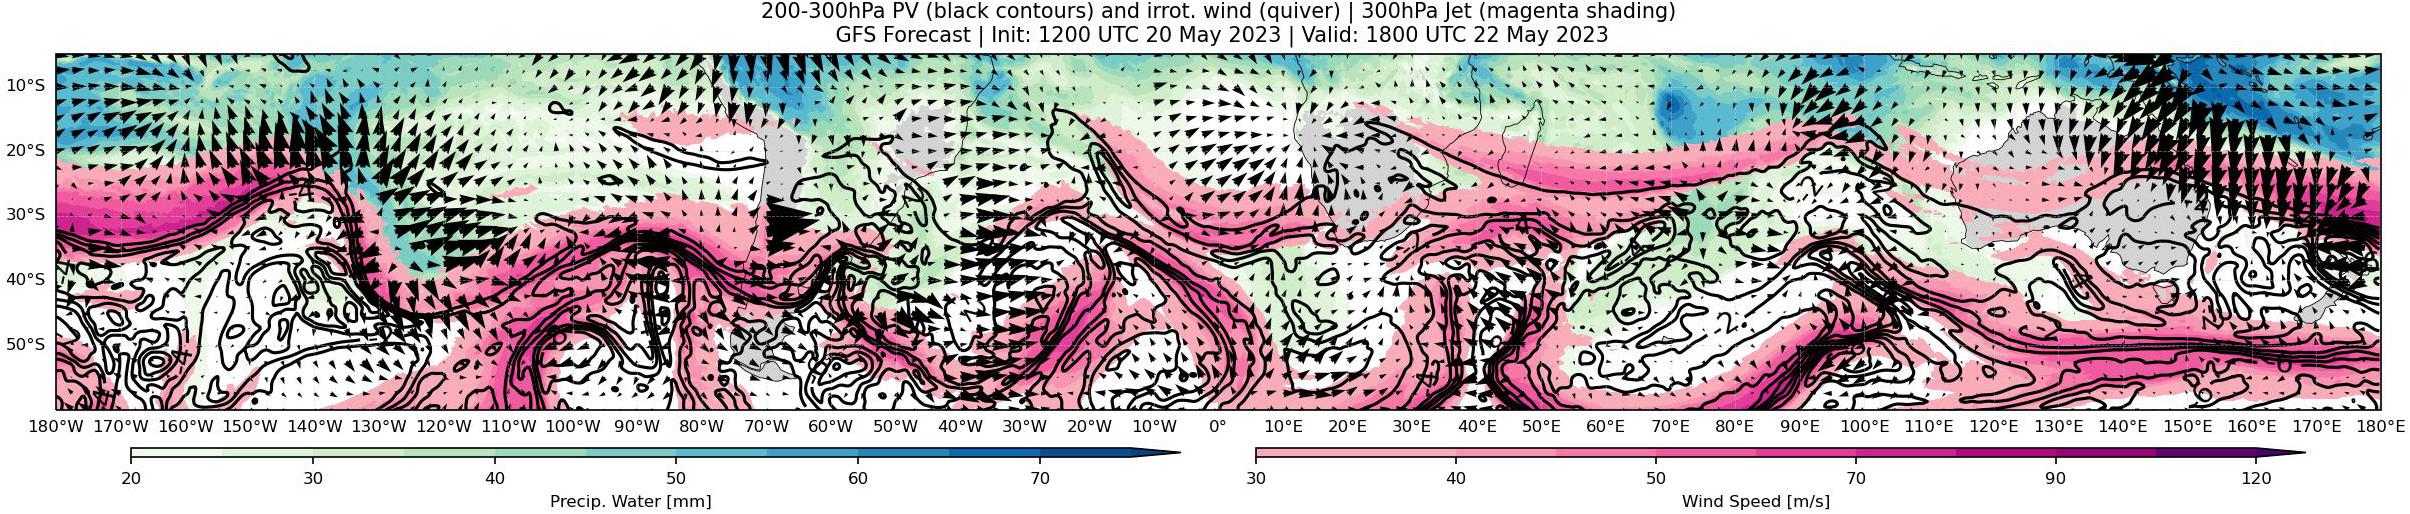 200-300hPa PV (black contours) and irrot. wind (quiver) | 300hPa Jet (magenta shading)
GFS Forecast | Init: 1200 UTC 20 May 2023 | Valid: 1800 UTC 22 May 2023
10°S
20°S
30°S
40°S
50°S
180°W 170°W 160°W 150°W 140°W 130°W 120°W 110°W 100°W 90°W 80°W 70°W 60°W 50°W 40°W 30°W 20°W 10°W 0° 10°E 20°E 30°E 40°E 50°E 60°E 70°E 80°E 90°E 100°E 110°E 120°E 130°E 140°E 150°E 160°E 170°E 180°E
20 30 40 50 60 70
Precip. Water [mm]
30 40 50 70 90 120
Wind Speed [m/s]